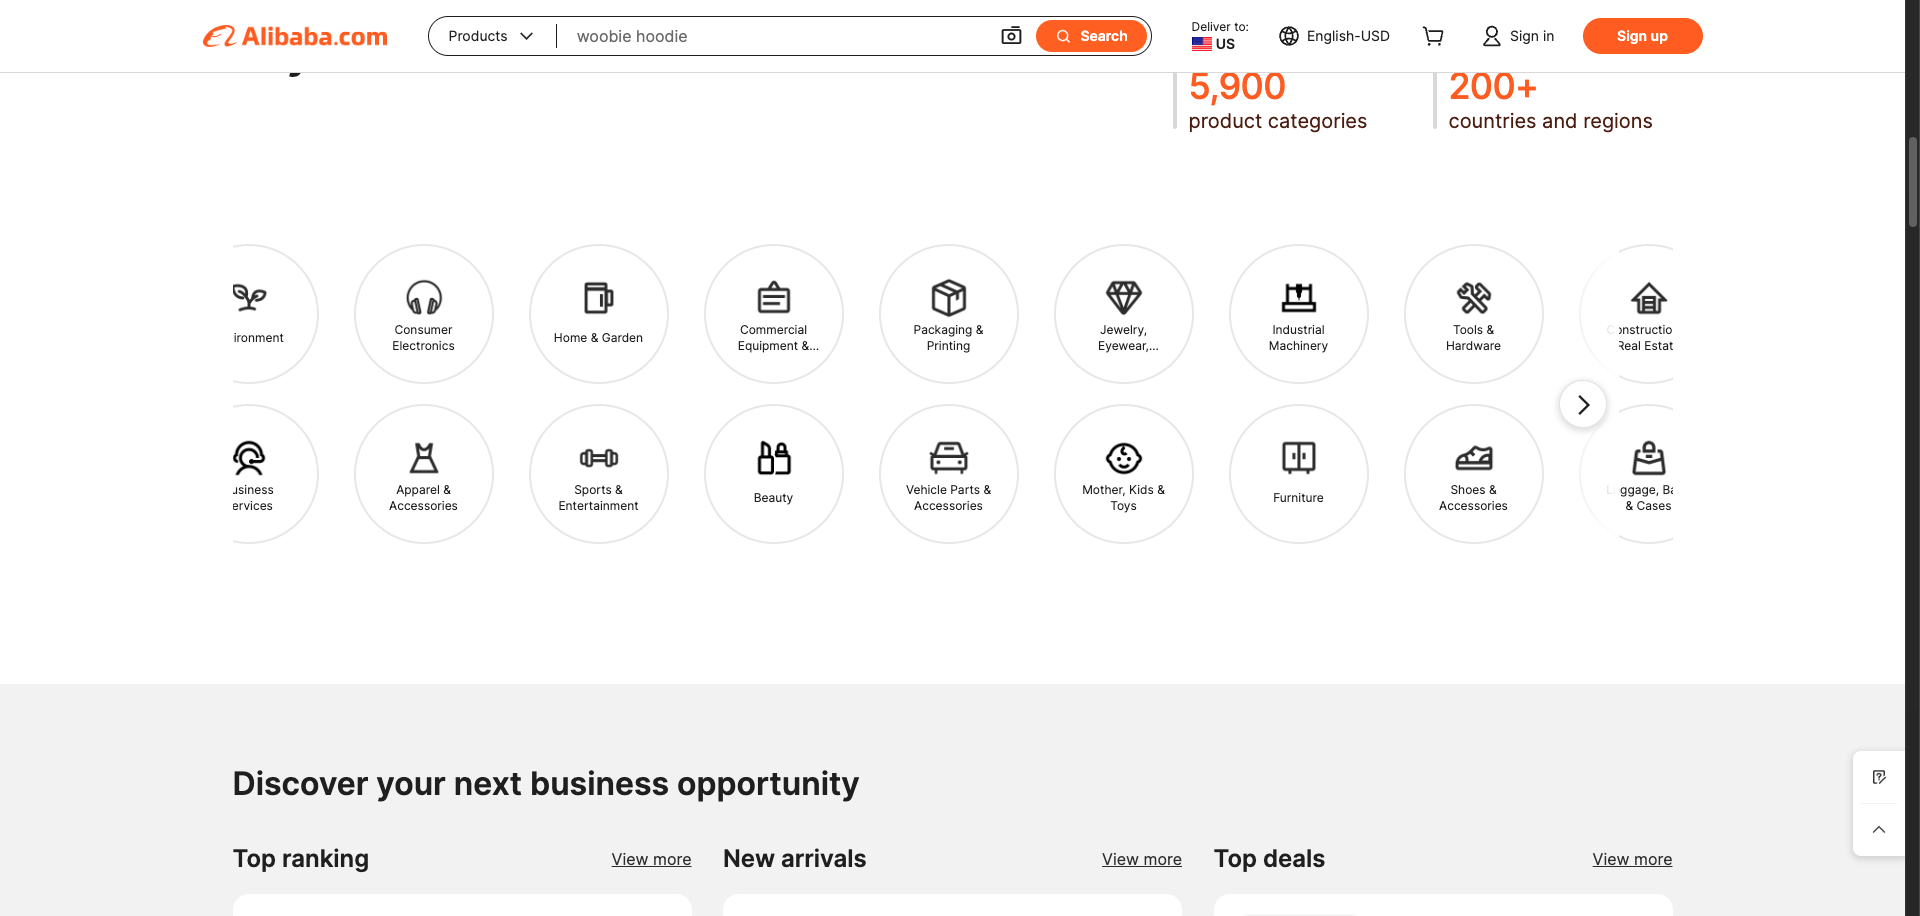 Alibaba.com
Products
woobie hoodie
Search
Deliver to:
US
English-USD
Sign in
Sign up
5,900
product categories
200+
countries and regions
ironment
Consumer
Electronics
Home & Garden
Commercial
Equipment &...
Packaging &
Printing
Jewelry,
Eyewear,...
Industrial
Machinery
Tools &
Hardware
Constructio
Real Estat
usiness
ervices
Apparel &
Accessories
Sports &
Entertainment
Beauty
Vehicle Parts &
Accessories
Mother, Kids &
Toys
Furniture
Shoes &
Accessories
Luggage, Ba
& Cases
Discover your next business opportunity
Top ranking
View more
New arrivals
View more
Top deals
View more